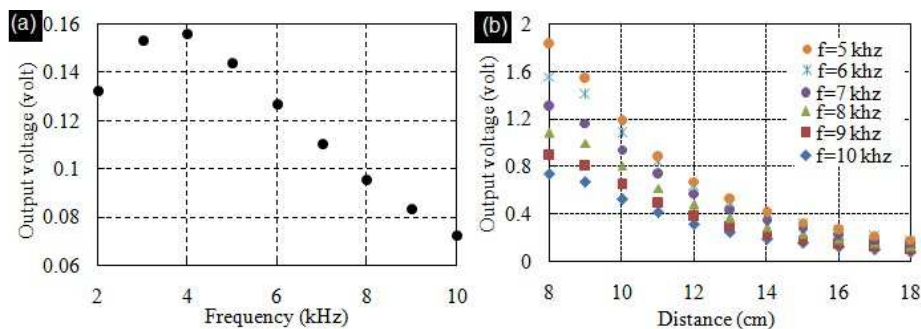 (a)
Output voltage (volt)
0.16
0.14
0.12
0.1
0.08
0.06
2
4
6
8
10
Frequency (kHz)
(b)
Output voltage (volt)
2
1.6
1.2
0.8
0.4
0
8
10
12
14
16
18
Distance (cm)
f=5 khz
f=6 khz
f=7 khz
f=8 khz
f=9 khz
f=10 khz